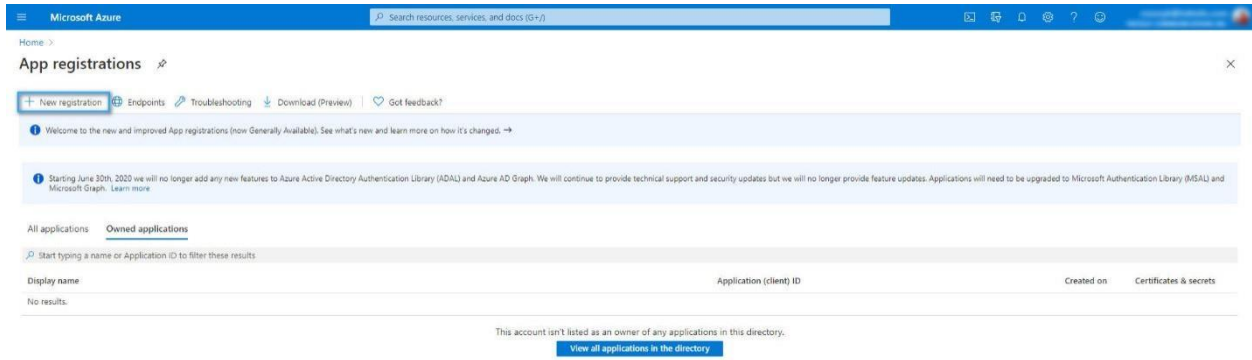 Microsoft Azure
Search resources, services, and docs (G+/)
Home >
App registrations
New registration Endpoints Troubleshooting Download (Preview) Got feedback?
Welcome to the new and improved App registrations (now Generally Available). See what's new and learn more on how it's changed. →
Starting June 30th, 2020 we will no longer add any new features to Azure Active Directory Authentication Library (ADAL) and Azure AD Graph. We will continue to provide technical support and security updates but we will no longer provide feature updates. Applications will need to be upgraded to Microsoft Authentication Library (MSAL) and
Microsoft Graph. Learn more
All applications Owned applications
Start typing a name or Application ID to filter these results
Display name Application (client) ID Created on Certificates & secrets
No results.
This account isn't listed as an owner of any applications in this directory.
View all applications in the directory